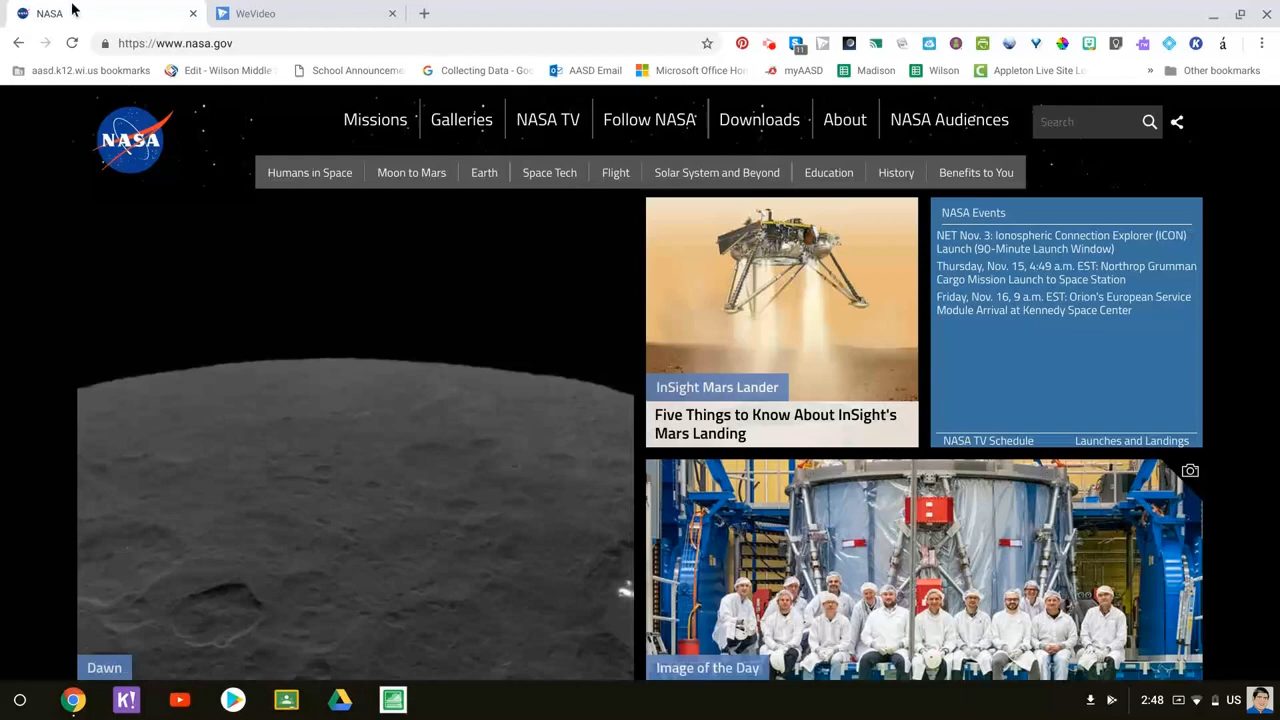 NASA
WeVideo
https://www.nasa.gov
11
á
aasd.k12.wi.us bookmarks
Edit - Wilson Middle
School Announceme
Collecting Data - Goo
AASD Email
Microsoft Office Hom
myAASD
Madison
Wilson
Appleton Live Site Lo
»
Other bookmarks
NASA
Missions
Galleries
NASA TV
Follow NASA
Downloads
About
NASA Audiences
Search
Humans in Space
Moon to Mars
Earth
Space Tech
Flight
Solar System and Beyond
Education
History
Benefits to You
InSight Mars Lander
Five Things to Know About InSight's
Mars Landing
NASA Events
NET Nov. 3: Ionospheric Connection Explorer (ICON)
Launch (90-Minute Launch Window)
Thursday, Nov. 15, 4:49 a.m. EST: Northrop Grumman
Cargo Mission Launch to Space Station
Friday, Nov. 16, 9 a.m. EST: Orion's European Service
Module Arrival at Kennedy Space Center
NASA TV Schedule
Launches and Landings
Dawn
Image of the Day
K!
2:48
US